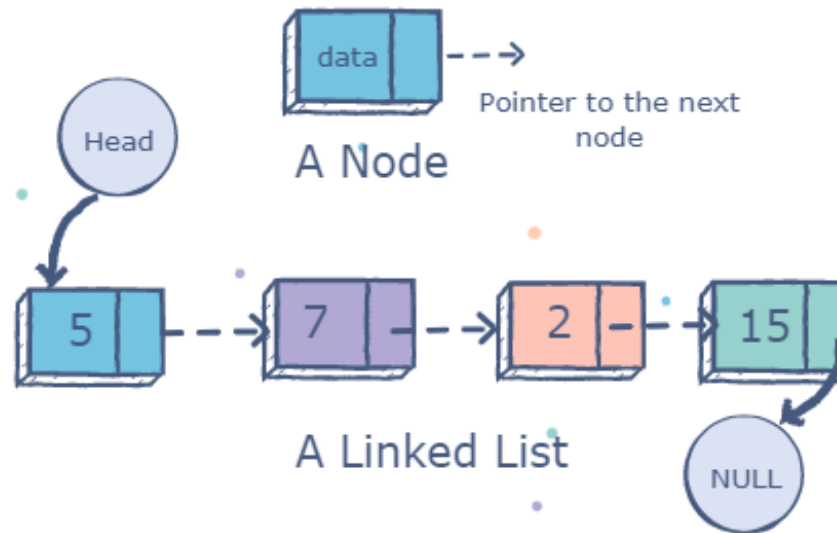 data
Pointer to the next
node
A Node
Head
5
7
2
15
A Linked List
NULL